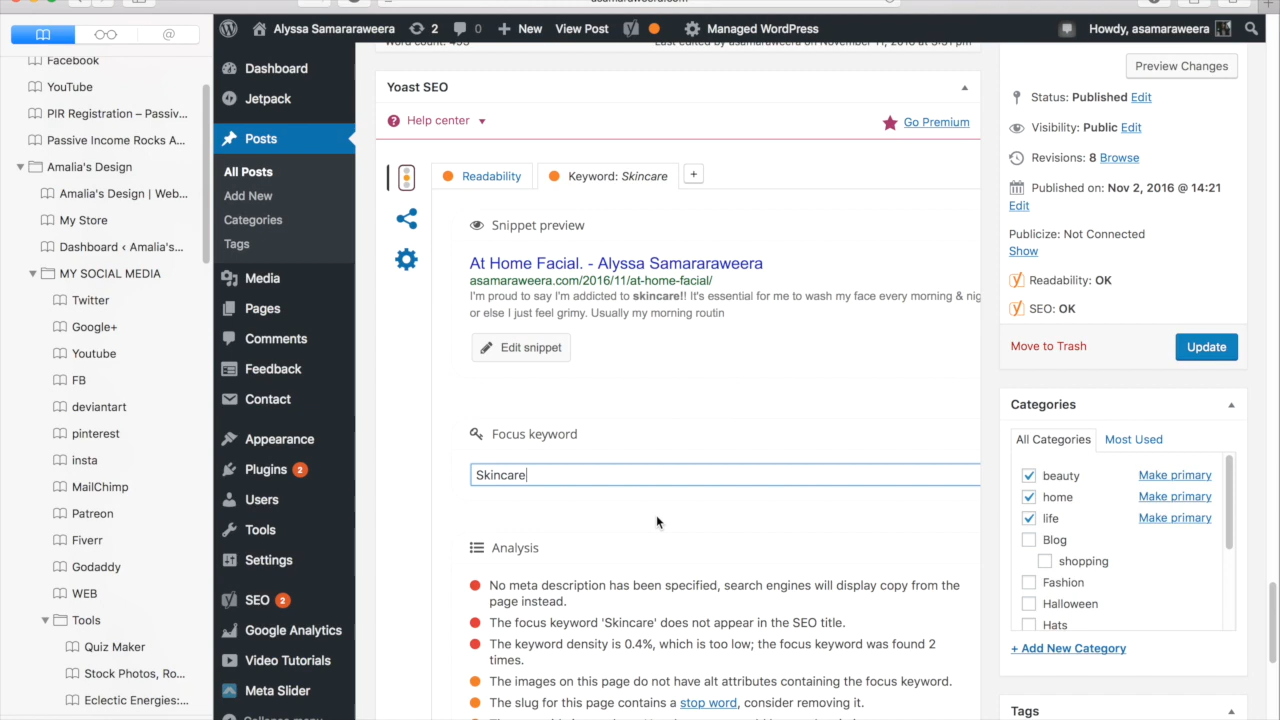 Alyssa Samararaweera
2
0
New
View Post
Managed WordPress
Howdy, asamaraweera
@
Facebook
YouTube
PIR Registration – Passiv...
Passive Income Rocks A...
Amalia's Design
Amalia's Design | Web...
My Store
Dashboard ‹ Amalia's...
MY SOCIAL MEDIA
Twitter
Google+
Youtube
FB
deviantart
pinterest
insta
MailChimp
Patreon
Fiverr
Godaddy
WEB
Tools
Quiz Maker
Stock Photos, Ro...
Eclectic Energies:...
Dashboard
Jetpack
Posts
All Posts
Add New
Categories
Tags
Media
Pages
Comments
Feedback
Contact
Appearance
Plugins 2
Users
Tools
Settings
SEO 2
Google Analytics
Video Tutorials
Meta Slider
Yoast SEO
Help center
Go Premium
Readability
Keyword: Skincare
+
Snippet preview
At Home Facial. - Alyssa Samararaweera
asamaraweera.com/2016/11/at-home-facial/
I'm proud to say I'm addicted to skincare!! It's essential for me to wash my face every morning & nig
or else I just feel grimy. Usually my morning routin
Edit snippet
Focus keyword
Skincare
Analysis
No meta description has been specified, search engines will display copy from the
page instead.
The focus keyword 'Skincare' does not appear in the SEO title.
The keyword density is 0.4%, which is too low; the focus keyword was found 2
times.
The images on this page do not have alt attributes containing the focus keyword.
The slug for this page contains a stop word, consider removing it.
Preview Changes
Status: Published Edit
Visibility: Public Edit
Revisions: 8 Browse
Published on: Nov 2, 2016 @ 14:21
Edit
Publicize: Not Connected
Show
Readability: OK
SEO: OK
Move to Trash
Update
Categories
All Categories
Most Used
beauty Make primary
home Make primary
life Make primary
Blog
shopping
Fashion
Halloween
Hats
+ Add New Category
Tags